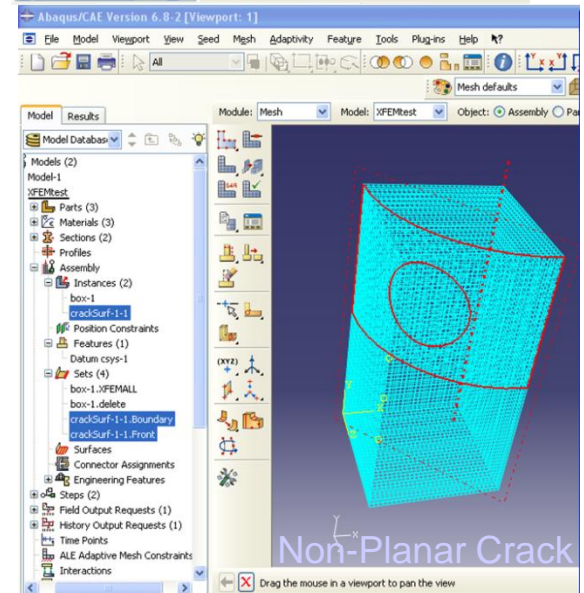 Abaqus/CAE Version 6.8-2 [Viewport: 1]
File Model Viewport View Seed Mesh Adaptivity Feature Tools Plug-ins Help
All
Mesh defaults
Model Results
Module: Mesh Model: XFEMtest Object: Assembly
Model Databas
Models (2)
Model-1
XFEMtest
Parts (3)
Materials (3)
Sections (2)
Profiles
Assembly
Instances (2)
box-1
crackSurf-1-1
Position Constraints
Features (1)
Datum csys-1
Sets (4)
box-1.XFEMALL
box-1.delete
crackSurf-1-1.Boundary
crackSurf-1-1.Front
Surfaces
Connector Assignments
Engineering Features
Steps (2)
Field Output Requests (1)
History Output Requests (1)
Time Points
ALE Adaptive Mesh Constraints
Interactions
(XYZ)
Y
X
Non-Planar Crack
Drag the mouse in a viewport to pan the view